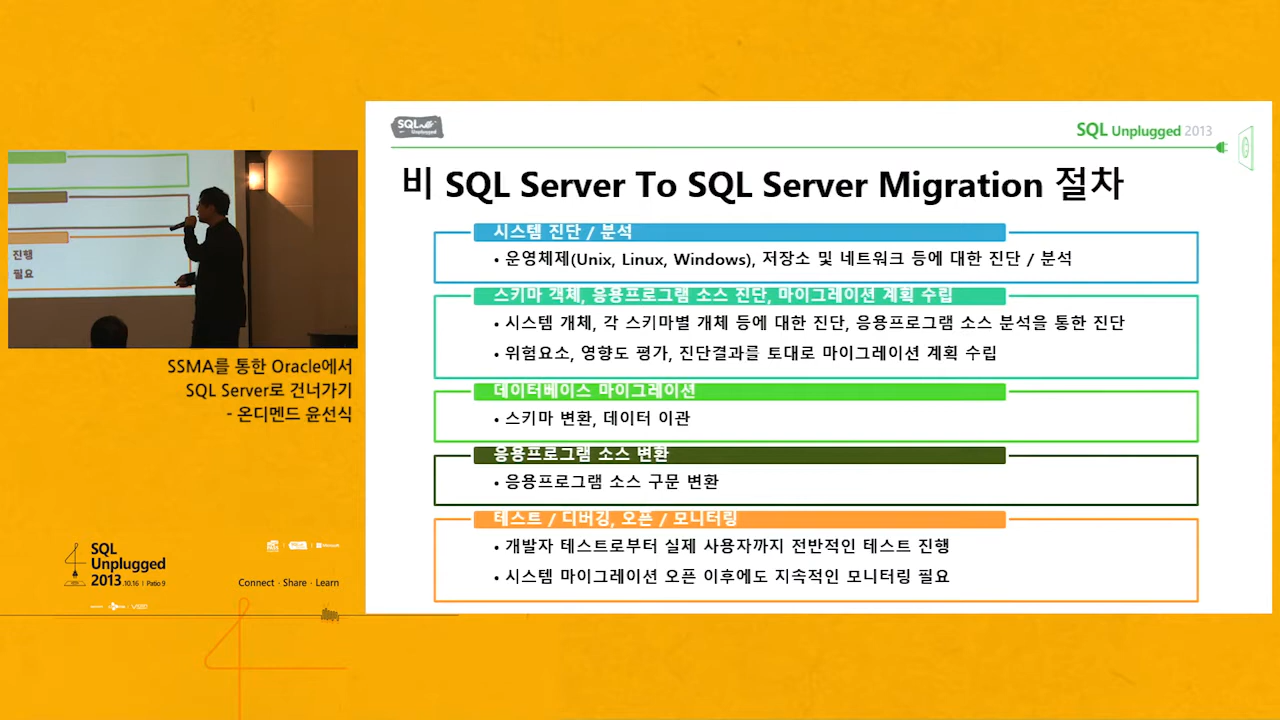 SQL
Unplugged
SQL Unplugged 2013
비 SQL Server To SQL Server Migration 절차
시스템 진단 / 분석
• 운영체제(Unix, Linux, Windows), 저장소 및 네트워크 등에 대한 진단 / 분석
스키마 객체, 응용프로그램 소스 진단, 마이그레이션 계획 수립
• 시스템 개체, 각 스키마별 개체 등에 대한 진단, 응용프로그램 소스 분석을 통한 진단
• 위험요소, 영향도 평가, 진단결과를 토대로 마이그레이션 계획 수립
데이터베이스 마이그레이션
• 스키마 변환, 데이터 이관
응용프로그램 소스 변환
• 응용프로그램 소스 구문 변환
테스트 / 디버깅, 오픈 / 모니터링
• 개발자 테스트로부터 실제 사용자까지 전반적인 테스트 진행
• 시스템 마이그레이션 오픈 이후에도 지속적인 모니터링 필요
진행
필요
SSMA를 통한 Oracle에서
SQL Server로 건너가기
- 온디멘드 윤선식
SQL
Unplugged
2013.10.16 | Patio 9
Connect · Share · Learn